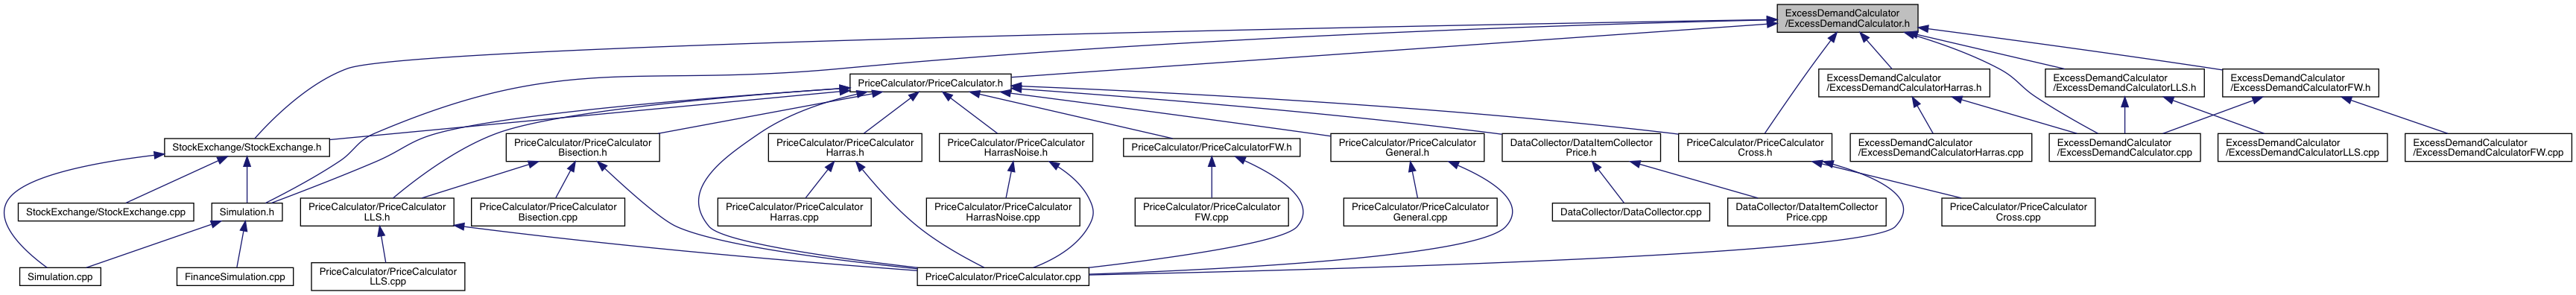 ExcessDemandCalculator
/ExcessDemandCalculator.h
PriceCalculator/PriceCalculator.h
ExcessDemandCalculator
/ExcessDemandCalculatorHarras.h
ExcessDemandCalculator
/ExcessDemandCalculatorLLS.h
ExcessDemandCalculator
/ExcessDemandCalculatorFW.h
StockExchange/StockExchange.h
PriceCalculator/PriceCalculator
Bisection.h
PriceCalculator/PriceCalculator
Harras.h
PriceCalculator/PriceCalculator
HarrasNoise.h
PriceCalculator/PriceCalculatorFW.h
PriceCalculator/PriceCalculator
General.h
DataCollector/DataItemCollector
Price.h
PriceCalculator/PriceCalculator
Cross.h
ExcessDemandCalculator
/ExcessDemandCalculatorHarras.cpp
ExcessDemandCalculator
/ExcessDemandCalculator.cpp
ExcessDemandCalculator
/ExcessDemandCalculatorLLS.cpp
ExcessDemandCalculator
/ExcessDemandCalculatorFW.cpp
StockExchange/StockExchange.cpp
Simulation.h
PriceCalculator/PriceCalculator
LLS.h
PriceCalculator/PriceCalculator
Bisection.cpp
PriceCalculator/PriceCalculator
Harras.cpp
PriceCalculator/PriceCalculator
HarrasNoise.cpp
PriceCalculator/PriceCalculator
FW.cpp
PriceCalculator/PriceCalculator
General.cpp
DataCollector/DataCollector.cpp
DataCollector/DataItemCollector
Price.cpp
PriceCalculator/PriceCalculator
Cross.cpp
Simulation.cpp
FinanceSimulation.cpp
PriceCalculator/PriceCalculator
LLS.cpp
PriceCalculator/PriceCalculator.cpp